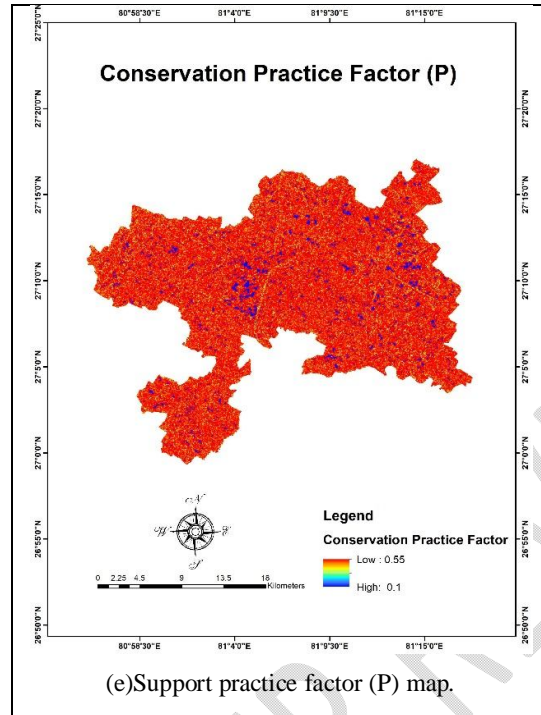 80°58'30"E 81°4'0"E 81°9'30"E 81°15'0"E
Conservation Practice Factor (P)
27°25'0"N 27°25'0"N
27°20'0"N 27°20'0"N
27°15'0"N 27°15'0"N
27°10'0"N 27°10'0"N
27°5'0"N 27°5'0"N
27°0'0"N 27°0'0"N
26°55'0"N 26°55'0"N
26°50'0"N 26°50'0"N
N
W E
S
Legend
Conservation Practice Factor
Low : 0.55
High: 0.1
0 2.25 4.5 9 13.5 18
Kilometers
80°58'30"E 81°4'0"E 81°9'30"E 81°15'0"E
(e)Support practice factor (P) map.